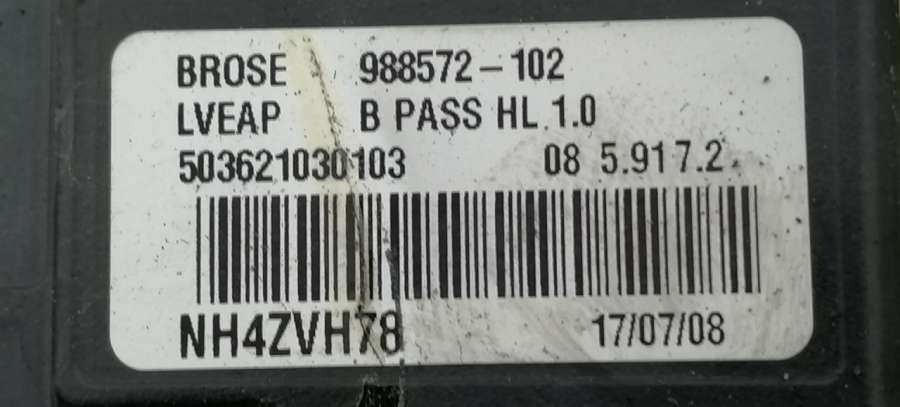 BROSE 988572-102
LVEAP B PASS HL 1.0
503621030103 08 5.917.2
NH4ZVH78 17/07/08